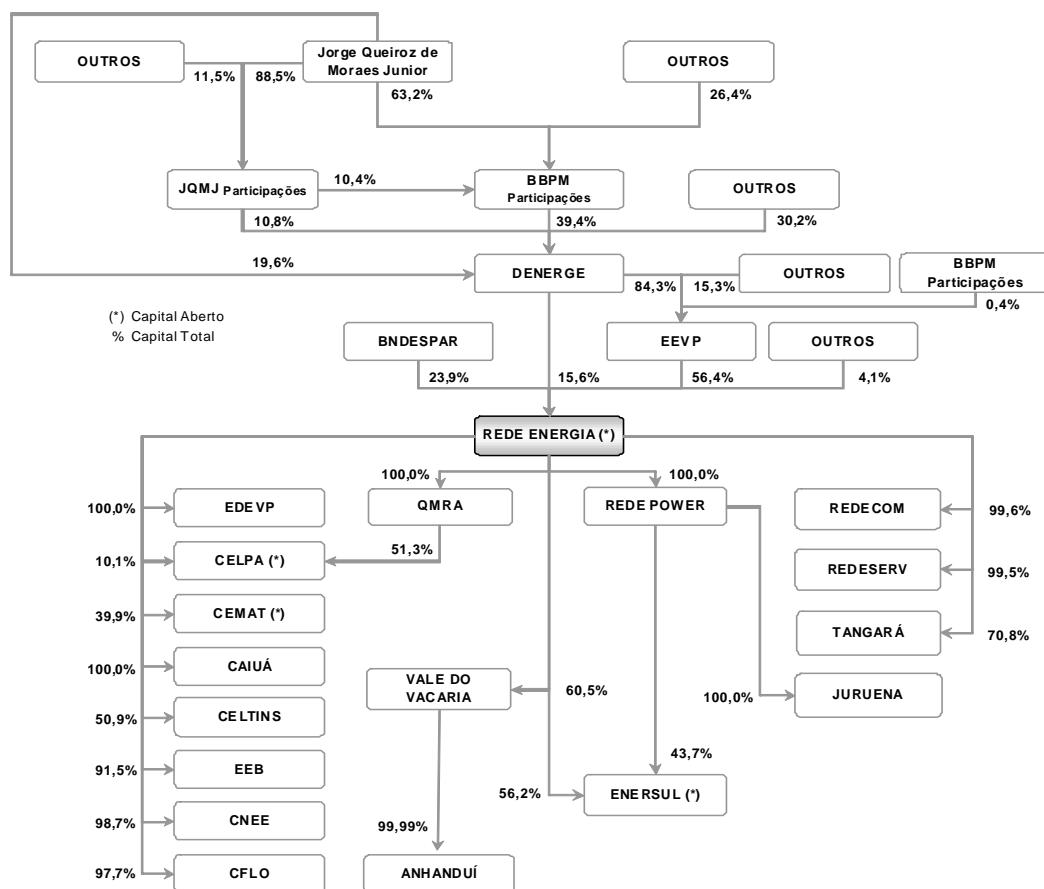 OUTROS
Jorge Queiroz de
Moraes Junior
OUTROS
11,5%
88,5%
63,2%
26,4%
JQMJ Participações
10,4%
BBPM
Participações
OUTROS
10,8%
39,4%
30,2%
19,6%
DENERGE
84,3%
15,3%
OUTROS
BBPM
Participações
0,4%
(*) Capital Aberto
% Capital Total
BNDESPAR
EEVP
OUTROS
23,9%
15,6%
56,4%
4,1%
REDE ENERGIA (*)
100,0%
100,0%
100,0%
EDEVP
QMRA
REDE POWER
REDECOM
99,6%
10,1%
CELPA (*)
51,3%
REDESERV
99,5%
39,9%
CEMAT (*)
TANGARÁ
70,8%
100,0%
CAIUÁ
VALE DO
VACARIA
60,5%
100,0%
JURUENA
50,9%
CELTINS
91,5%
EEB
56,2%
43,7%
ENERSUL (*)
98,7%
CNEE
99,99%
97,7%
CFLO
ANHANDUÍ